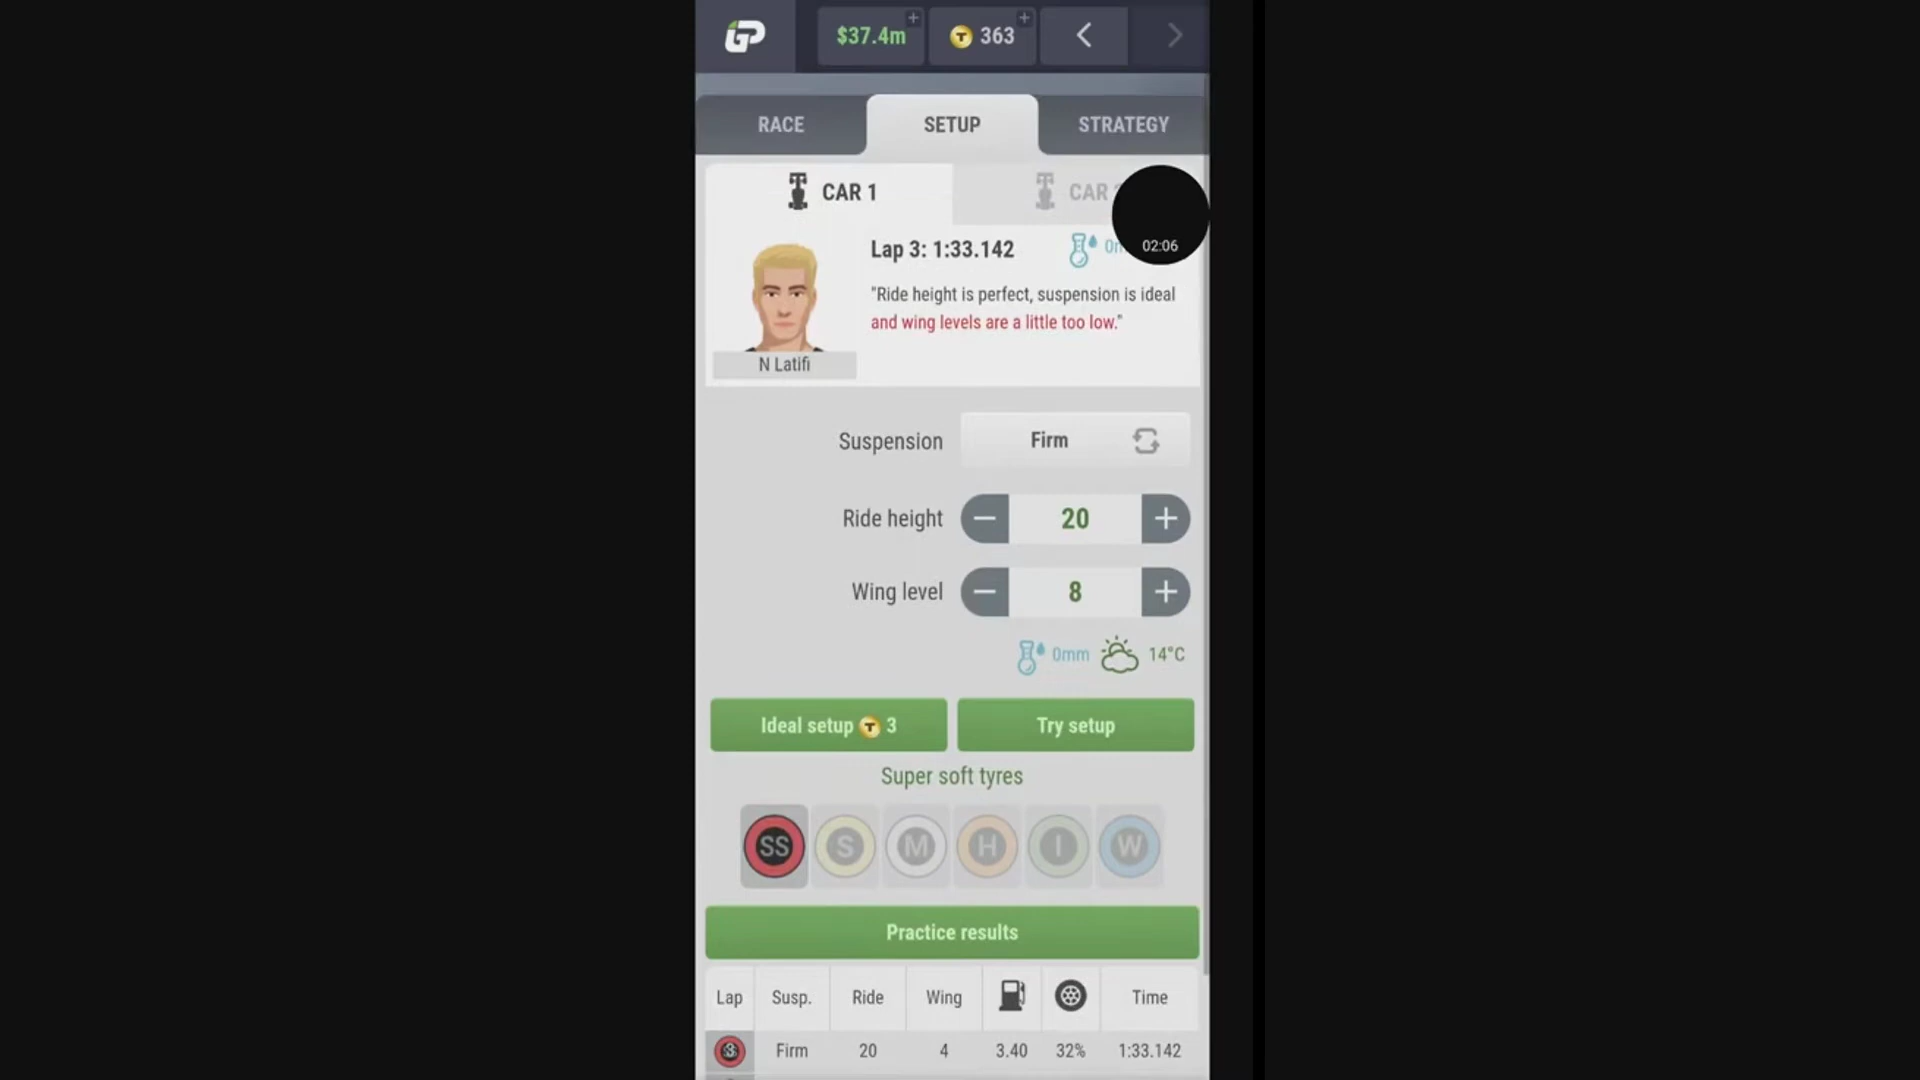 GP
$37.4m
363
RACE
SETUP
STRATEGY
CAR 1
CAR
Lap 3: 1:33.142
02:06
"Ride height is perfect, suspension is ideal
and wing levels are a little too low."
N Latifi
Suspension
Firm
Ride height
20
Wing level
8
0mm
14°C
Ideal setup T 3
Try setup
Super soft tyres
SS S M H I W
Practice results
Lap Susp. Ride Wing Time
3 Firm 20 4 3.40 32% 1:33.142